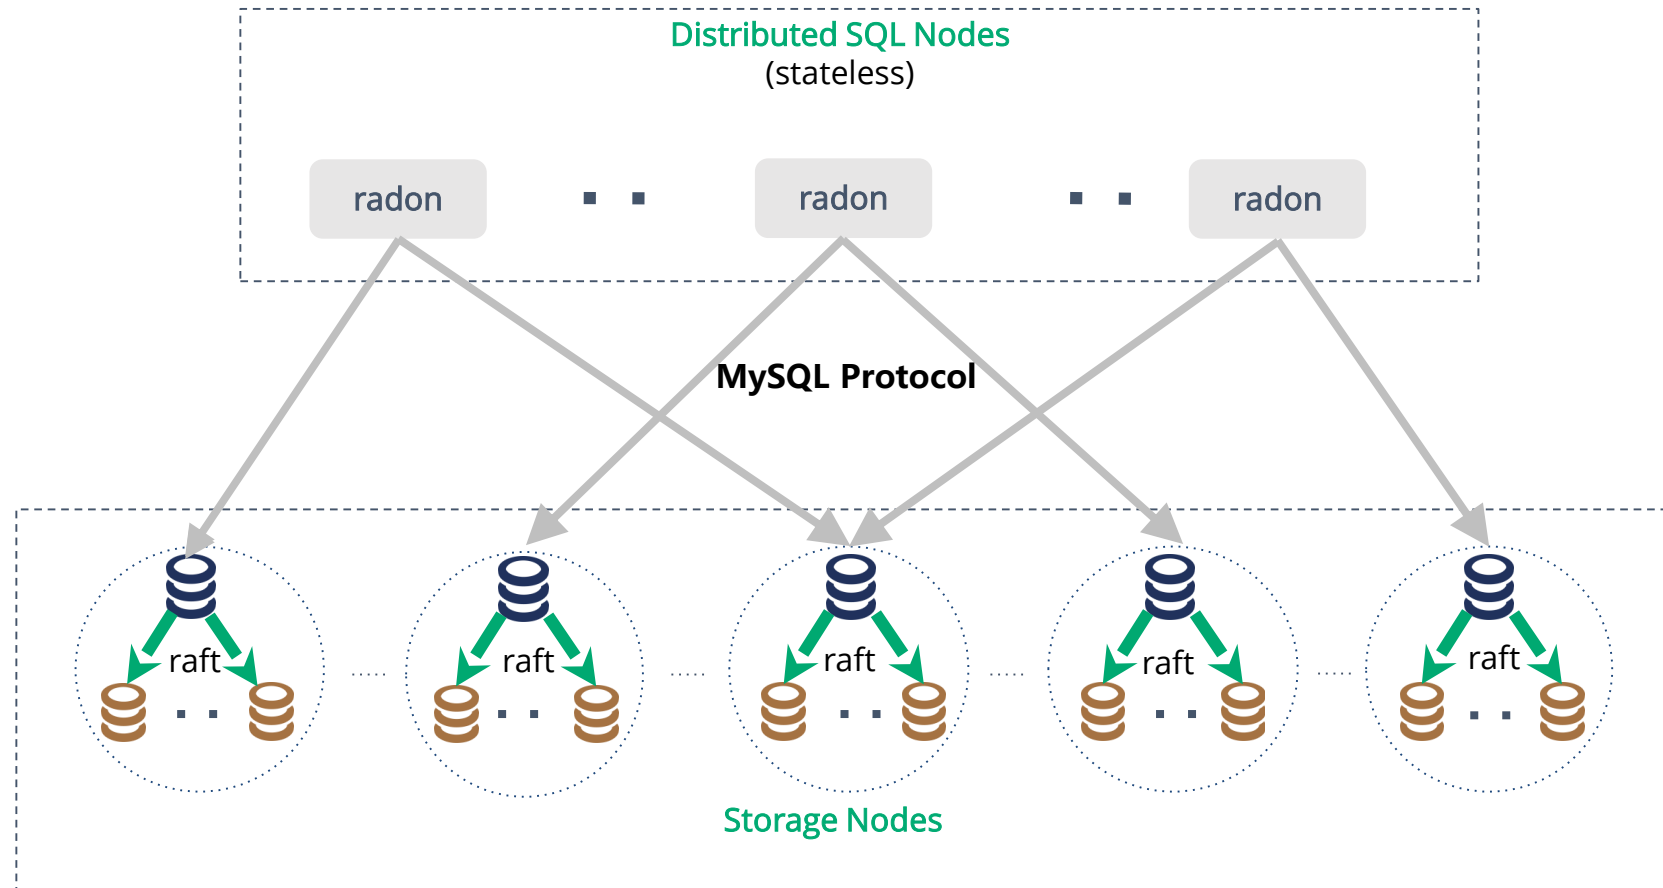 Distributed SQL Nodes
(stateless)
radon
radon
radon
MySQL Protocol
raft
raft
raft
raft
raft
Storage Nodes